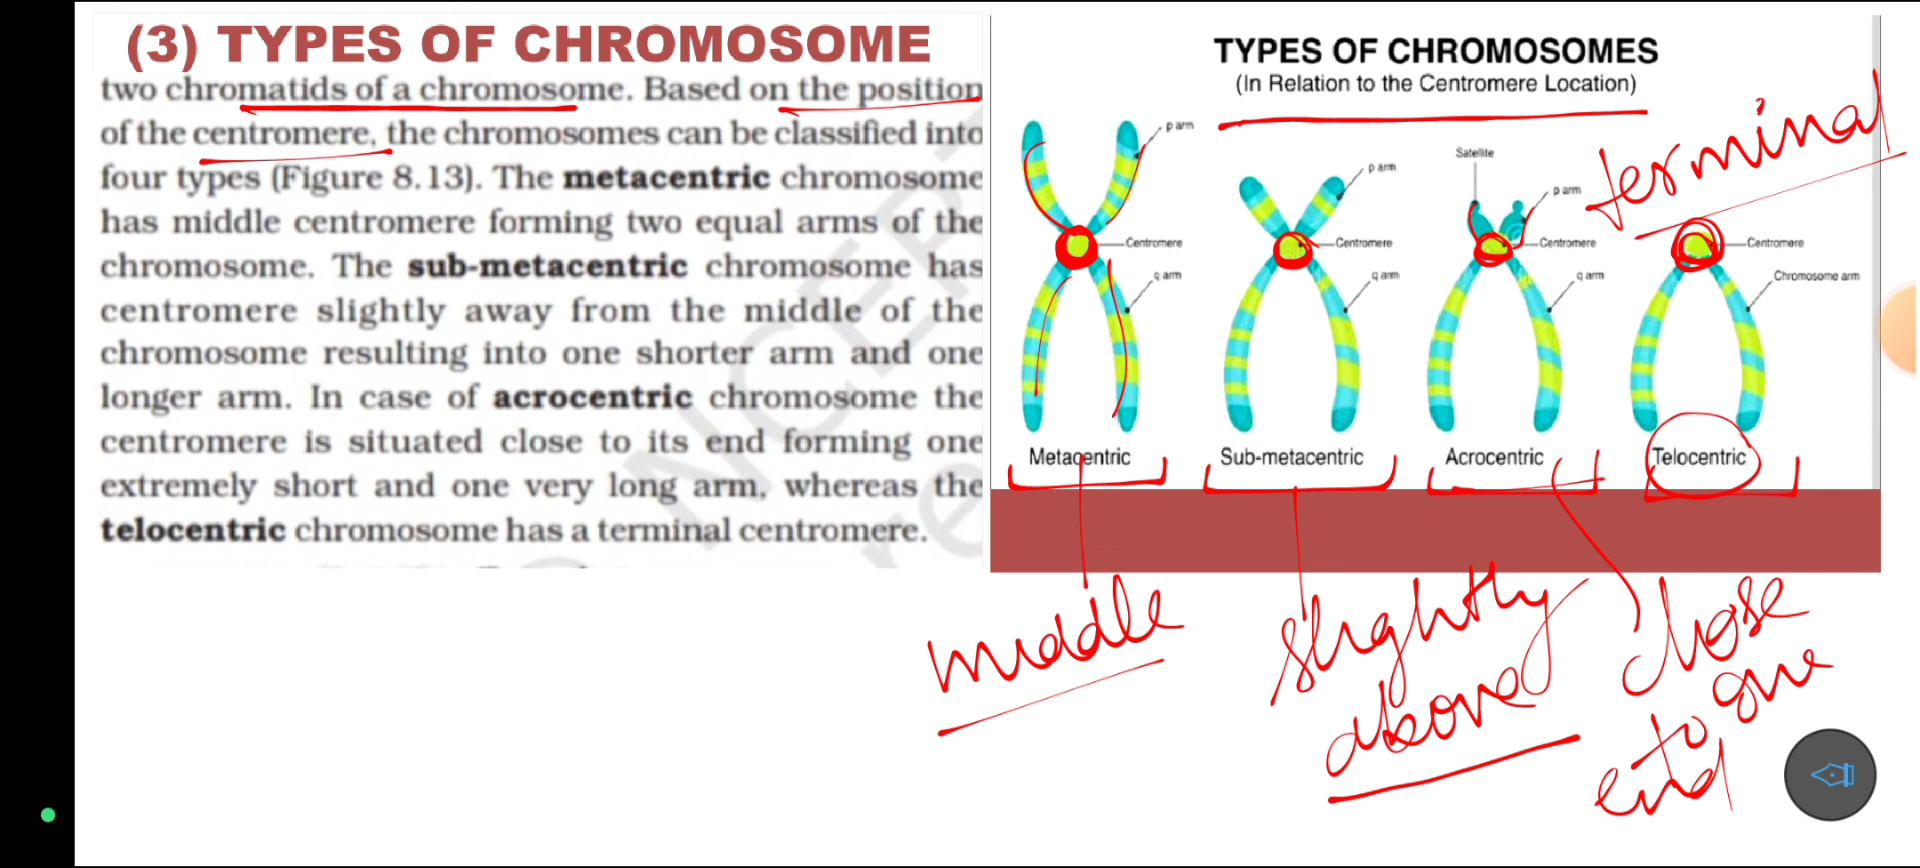 (3) TYPES OF CHROMOSOME
two chromatids of a chromosome. Based on the position
of the centromere, the chromosomes can be classified into
four types (Figure 8.13). The metacentric chromosome
has middle centromere forming two equal arms of the
chromosome. The sub-metacentric chromosome has
centromere slightly away from the middle of the
chromosome resulting into one shorter arm and one
longer arm. In case of acrocentric chromosome the
centromere is situated close to its end forming one
extremely short and one very long arm, whereas the
telocentric chromosome has a terminal centromere.
TYPES OF CHROMOSOMES
(In Relation to the Centromere Location)
terminal
p arm
Centromere
q arm
Metacentric
p arm
Centromere
q arm
Sub-metacentric
Satellite
p arm
Centromere
q arm
Acrocentric
Centromere
Chromosome arm
Telocentric
middle
slightly
above
close
to one
end
NCERT
re